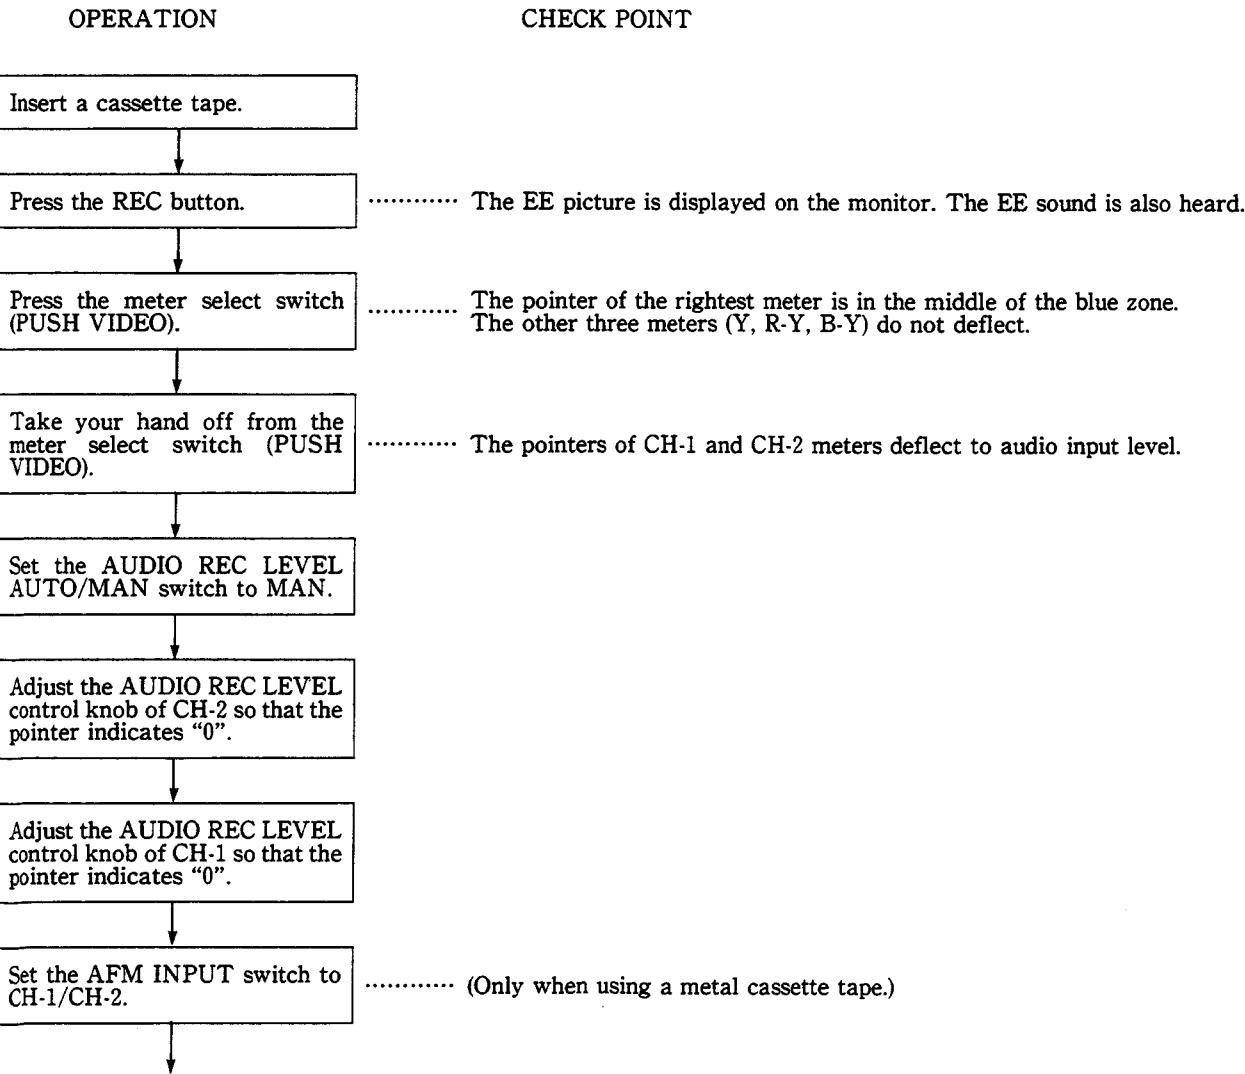 OPERATION
CHECK POINT
Insert a cassette tape.
Press the REC button.
............ The EE picture is displayed on the monitor. The EE sound is also heard.
Press the meter select switch
(PUSH VIDEO).
............ The pointer of the rightest meter is in the middle of the blue zone.
The other three meters (Y, R-Y, B-Y) do not deflect.
Take your hand off from the
meter select switch (PUSH
VIDEO).
............ The pointers of CH-1 and CH-2 meters deflect to audio input level.
Set the AUDIO REC LEVEL
AUTO/MAN switch to MAN.
Adjust the AUDIO REC LEVEL
control knob of CH-2 so that the
pointer indicates “0”.
Adjust the AUDIO REC LEVEL
control knob of CH-1 so that the
pointer indicates “0”.
Set the AFM INPUT switch to
CH-1/CH-2.
............ (Only when using a metal cassette tape.)